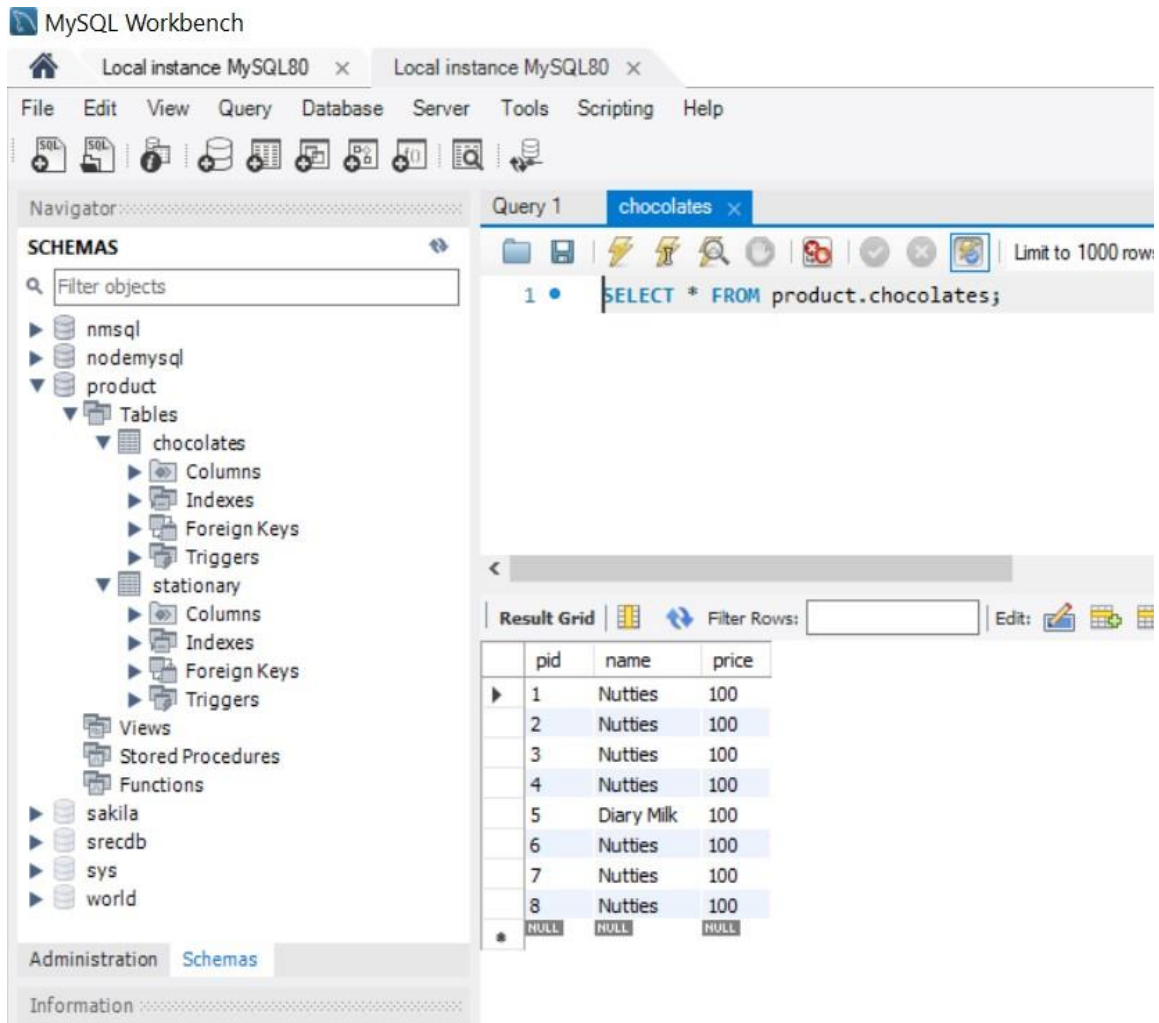 MySQL Workbench
Local instance MySQL80 × Local instance MySQL80 ×
File Edit View Query Database Server Tools Scripting Help
Navigator
SCHEMAS
Filter objects
nmsql
nodemysql
product
Tables
chocolates
Columns
Indexes
Foreign Keys
Triggers
stationary
Columns
Indexes
Foreign Keys
Triggers
Views
Stored Procedures
Functions
sakila
srecdb
sys
world
Administration Schemas
Information
Query 1 chocolates ×
Limit to 1000 rows
1 SELECT * FROM product.chocolates;
Result Grid Filter Rows: Edit:
pid name price
1 Nutties 100
2 Nutties 100
3 Nutties 100
4 Nutties 100
5 Diary Milk 100
6 Nutties 100
7 Nutties 100
8 Nutties 100
NULL NULL NULL